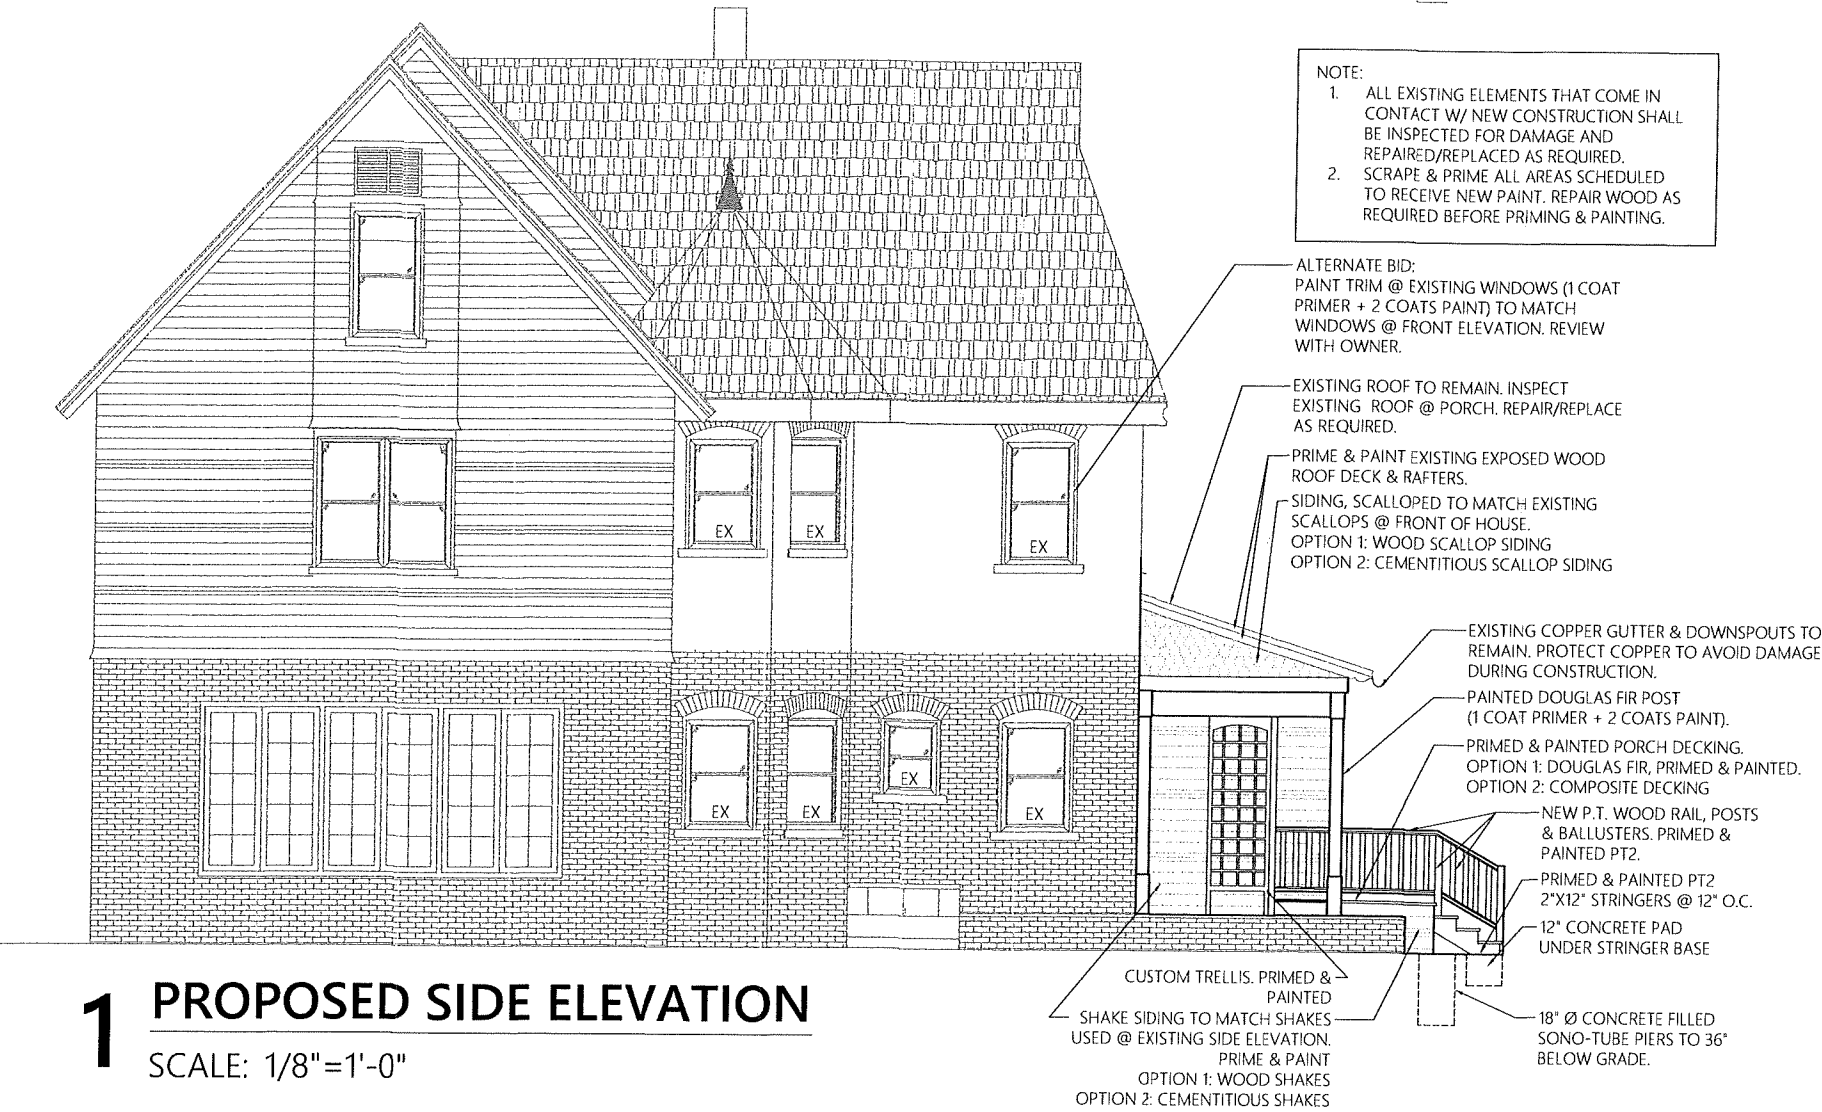 NOTE:
1. ALL EXISTING ELEMENTS THAT COME IN
CONTACT W/ NEW CONSTRUCTION SHALL
BE INSPECTED FOR DAMAGE AND
REPAIRED/REPLACED AS REQUIRED.
2. SCRAPE & PRIME ALL AREAS SCHEDULED
TO RECEIVE NEW PAINT. REPAIR WOOD AS
REQUIRED BEFORE PRIMING & PAINTING.
ALTERNATE BID:
PAINT TRIM @ EXISTING WINDOWS (1 COAT
PRIMER + 2 COATS PAINT) TO MATCH
WINDOWS @ FRONT ELEVATION. REVIEW
WITH OWNER.
EXISTING ROOF TO REMAIN. INSPECT
EXISTING ROOF @ PORCH. REPAIR/REPLACE
AS REQUIRED.
PRIME & PAINT EXISTING EXPOSED WOOD
ROOF DECK & RAFTERS.
SIDING, SCALLOPED TO MATCH EXISTING
SCALLOPS @ FRONT OF HOUSE.
OPTION 1: WOOD SCALLOP SIDING
OPTION 2: CEMENTITIOUS SCALLOP SIDING
EX
EX
EX
EXISTING COPPER GUTTER & DOWNSPOUTS TO
REMAIN. PROTECT COPPER TO AVOID DAMAGE
DURING CONSTRUCTION.
PAINTED DOUGLAS FIR POST
(1 COAT PRIMER + 2 COATS PAINT).
PRIMED & PAINTED PORCH DECKING.
OPTION 1: DOUGLAS FIR, PRIMED & PAINTED.
OPTION 2: COMPOSITE DECKING
EX
EX
EX
EX
NEW P.T. WOOD RAIL, POSTS
& BALLUSTERS. PRIMED &
PAINTED PT2.
PRIMED & PAINTED PT2
2"X12" STRINGERS @ 12" O.C.
12" CONCRETE PAD
UNDER STRINGER BASE
18" Ø CONCRETE FILLED
SONO-TUBE PIERS TO 36"
BELOW GRADE.
CUSTOM TRELLIS. PRIMED &
PAINTED
SHAKE SIDING TO MATCH SHAKES
USED @ EXISTING SIDE ELEVATION.
PRIME & PAINT
OPTION 1: WOOD SHAKES
OPTION 2: CEMENTITIOUS SHAKES
1 PROPOSED SIDE ELEVATION
SCALE: 1/8"=1'-0"